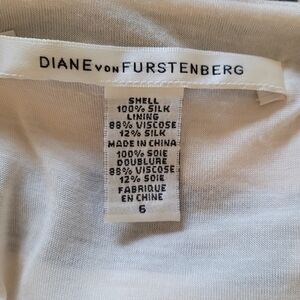 DIANE VON FURSTENBERG
SHELL
100% SILK
LINING
88% VISCOSE
12% SILK
MADE IN CHINA
100% SOIE
DOUBLURE
88% VISCOSE
12% SOIE
FABRIQUE
EN CHINE
6